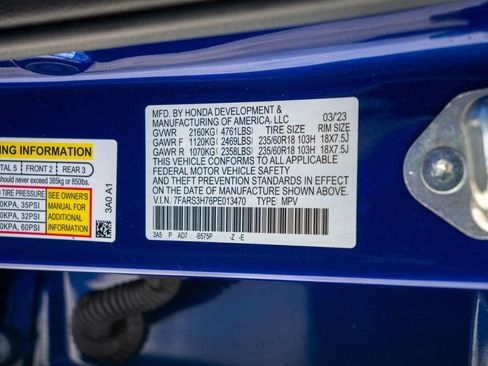 MFD. BY HONDA DEVELOPMENT &
MANUFACTURING OF AMERICA, LLC 03/23
GVWR 2160KG( 4761LBS) TIRE SIZE RIM SIZE
GAWR F 1120KG( 2469LBS) 235/60R18 103H 18X7.5J
GAWR R 1070KG( 2358LBS) 235/60R18 103H 18X7.5J
THIS VEHICLE CONFORMS TO ALL APPLICABLE
FEDERAL MOTOR VEHICLE SAFETY
AND THEFT PREVENTION STANDARDS IN EFFECT
ON THE DATE OF MANUFACTURE SHOWN ABOVE.
V.I.N. 7FARS3H76PE013470 TYPE MPV
3A5 P AD7 -B575P -Z -E
NG INFORMATION
TAL 5 FRONT 2 REAR 3
should never exceed 385kg or 850lbs.
TIRE PRESSURE
0KPA, 35PSI
0KPA, 32PSI
0KPA, 60PSI
SEE OWNER'S
MANUAL FOR
ADDITIONAL
INFORMATION
3A0 A1